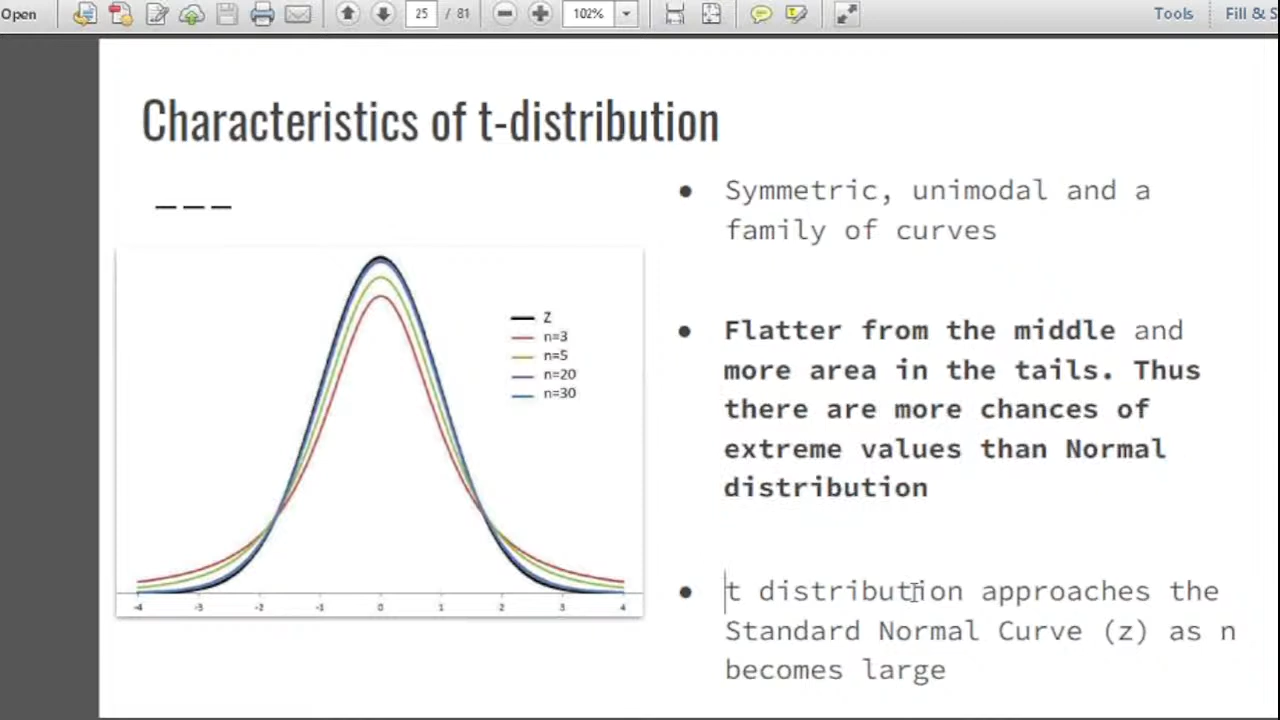 Open
25 / 81
102%
Tools
Fill & S
Characteristics of t-distribution
● Symmetric, unimodal and a
family of curves
Z
n=3
n=5
n=20
n=30
-4 -3 -2 -1 0 1 2 3 4
● Flatter from the middle and
more area in the tails. Thus
there are more chances of
extreme values than Normal
distribution
● t distribution approaches the
Standard Normal Curve (z) as n
becomes large